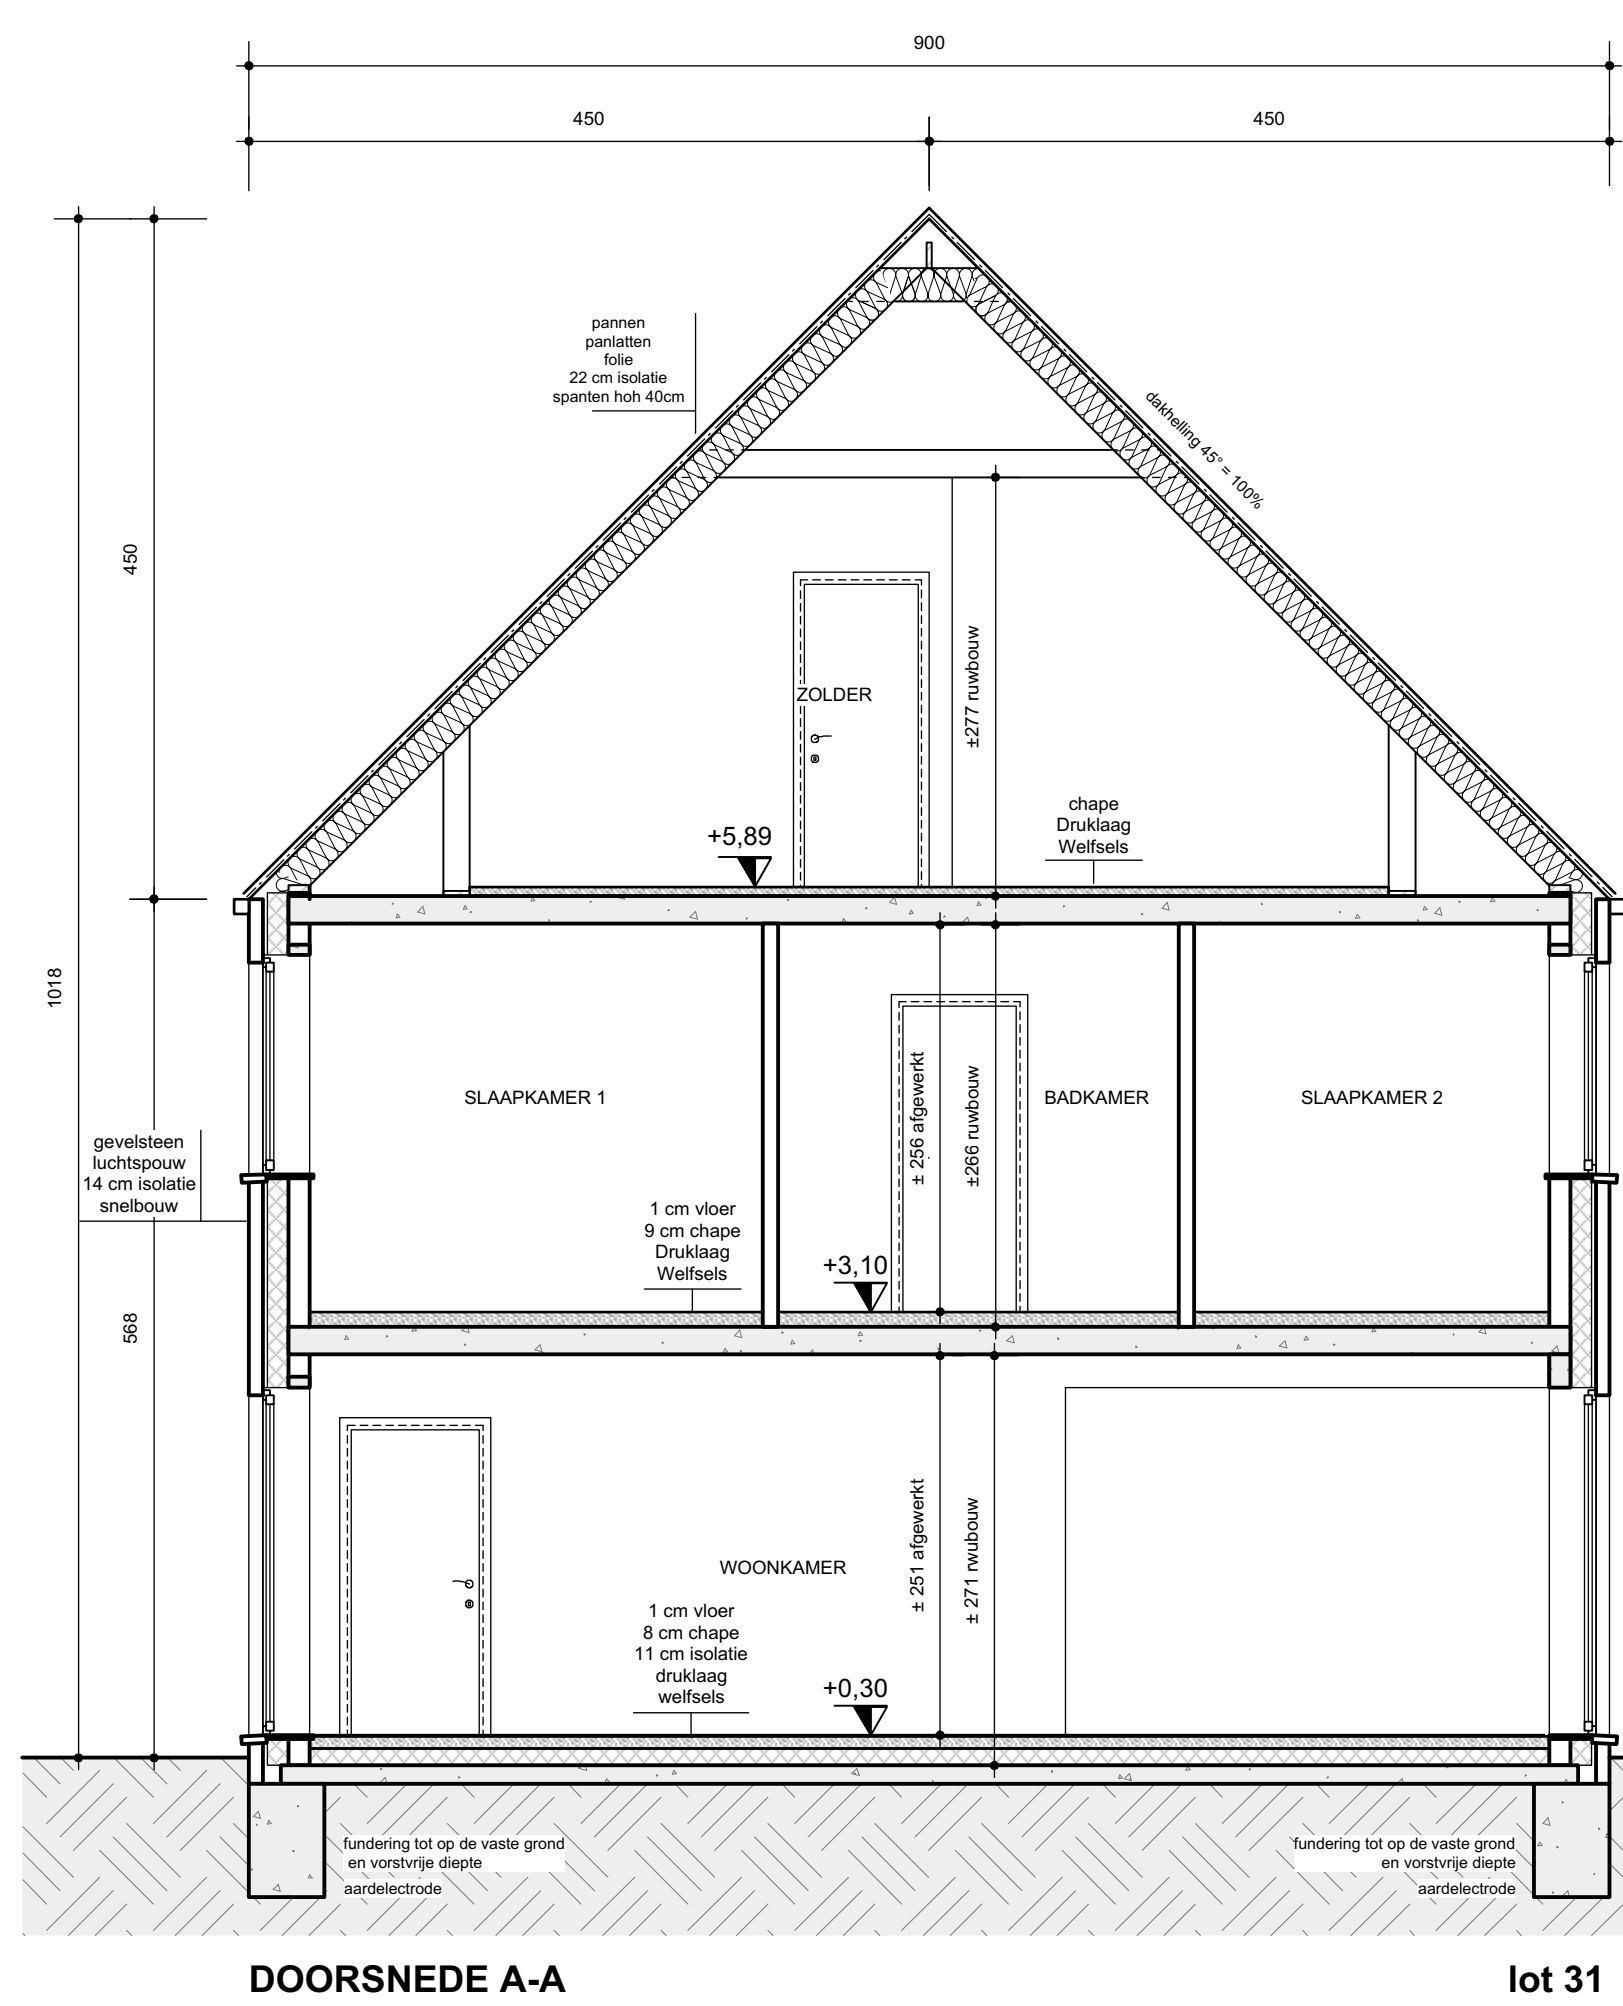 900
450
450
pannen
panlatten
folie
22 cm isolatie
spanten hoh 40cm
dakhelling 45° = 100%
450
ZOLDER
±277 ruwbouw
+5,89
chape
Druklaag
Welfsels
1018
SLAAPKAMER 1
± 256 afgewerkt
±266 ruwbouw
BADKAMER
SLAAPKAMER 2
gevelsteen
luchtspouw
14 cm isolatie
snelbouw
1 cm vloer
9 cm chape
Druklaag
Welfsels
+3,10
568
WOONKAMER
± 251 afgewerkt
± 271 rwubouw
1 cm vloer
8 cm chape
11 cm isolatie
druklaag
welfsels
+0,30
fundering tot op de vaste grond
en vorstvrije diepte
aardelectrode
fundering tot op de vaste grond
en vorstvrije diepte
aardelectrode
DOORSNEDE A-A
lot 31